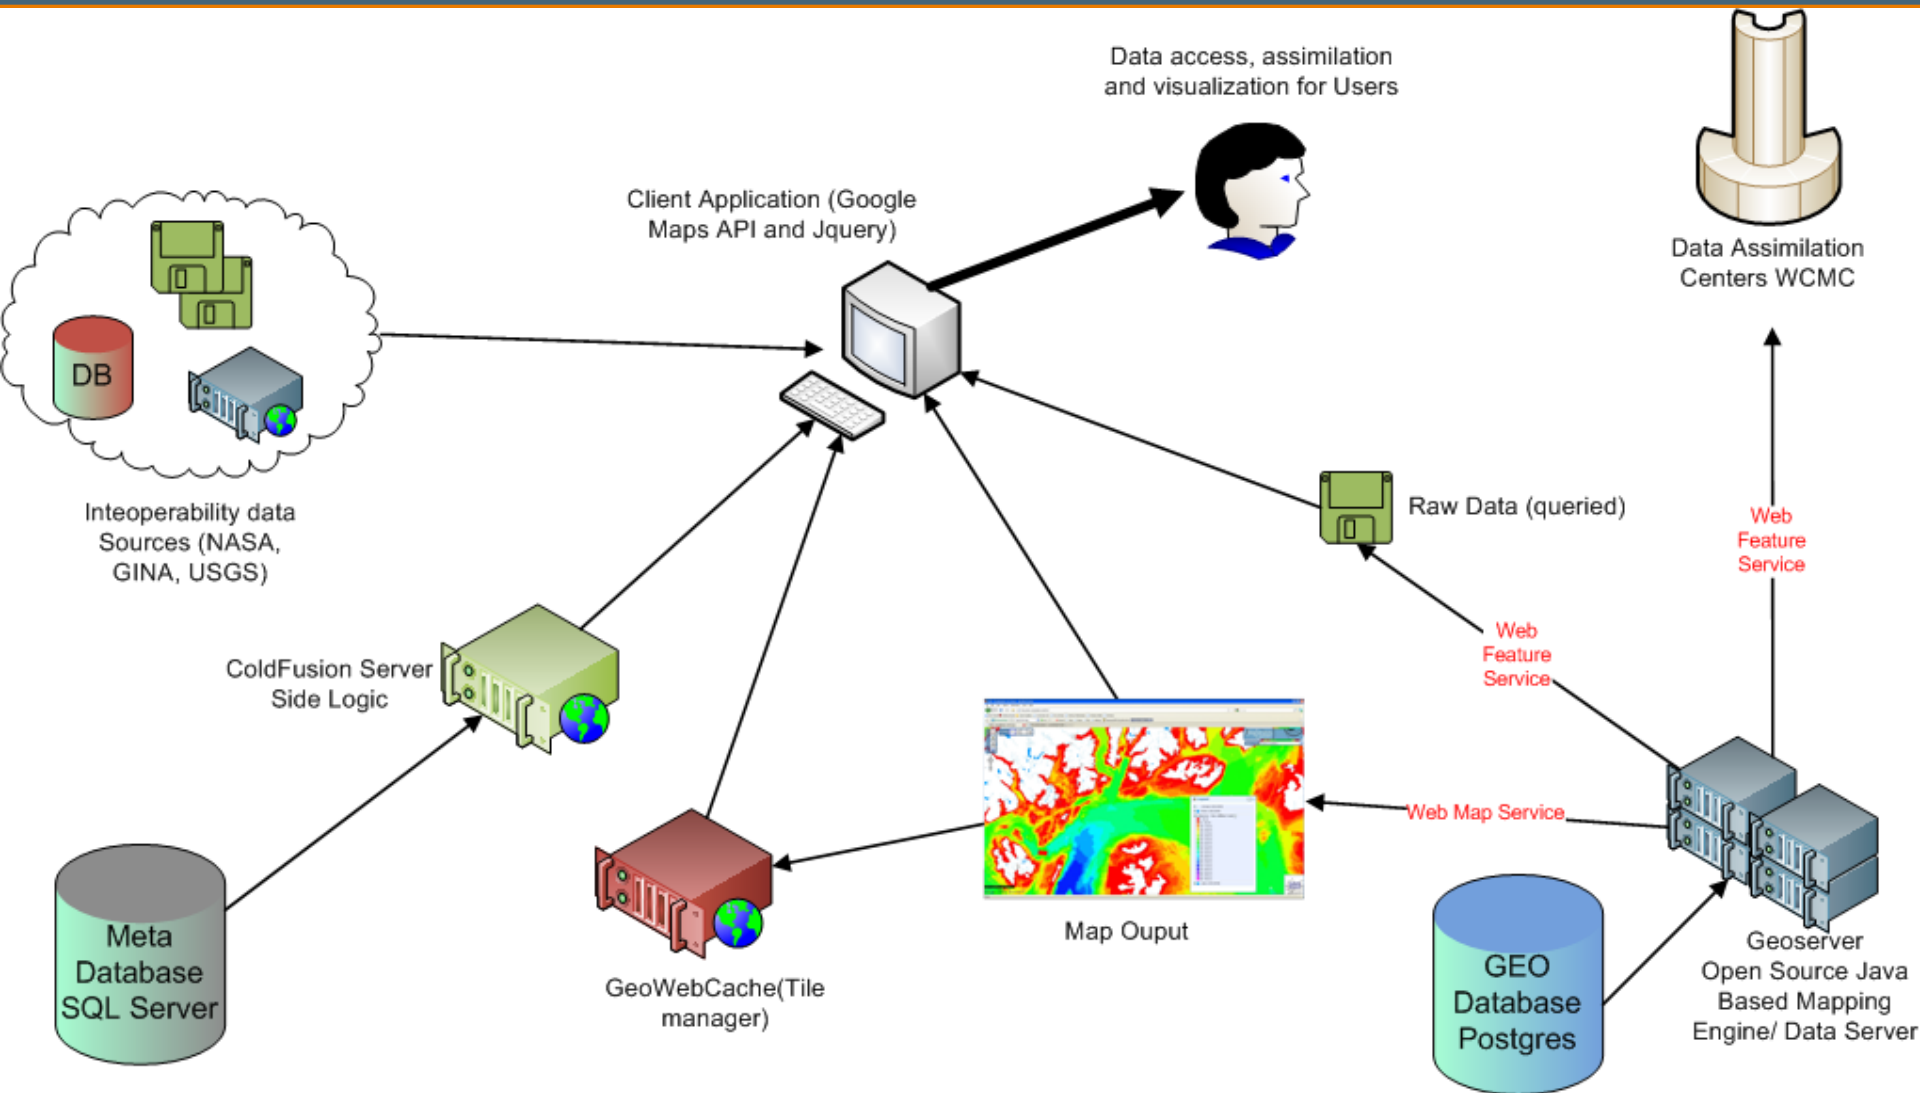 Data access, assimilation
and visualization for Users
Client Application (Google
Maps API and Jquery)
Data Assimilation
Centers WCMC
DB
Inteoperability data
Sources (NASA,
GINA, USGS)
Raw Data (queried)
Web
Feature
Service
Web
Feature
Service
ColdFusion Server
Side Logic
Web Map Service
Map Ouput
Meta
Database
SQL Server
GeoWebCache(Tile
manager)
GEO
Database
Postgres
Geoserver
Open Source Java
Based Mapping
Engine/ Data Server